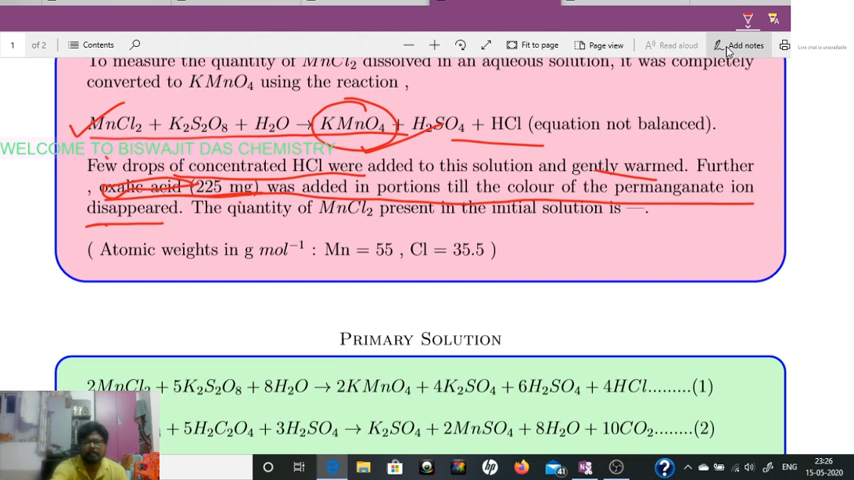 1 of 2 Contents Fit to page Page view Read aloud Add notes
Live chat is unavailable
To measure the quantity of MnCl₂ dissolved in an aqueous solution, it was completely
converted to KMnO₄ using the reaction ,
MnCl₂ + K₂S₂O₈ + H₂O → KMnO₄ + H₂SO₄ + HCl (equation not balanced).
WELCOME TO BISWAJIT DAS CHEMISTRY
Few drops of concentrated HCl were added to this solution and gently warmed. Further
, oxalic acid (225 mg) was added in portions till the colour of the permanganate ion
disappeared. The quantity of MnCl₂ present in the initial solution is —.
( Atomic weights in g mol⁻¹ : Mn = 55 , Cl = 35.5 )
PRIMARY SOLUTION
2MnCl₂ + 5K₂S₂O₈ + 8H₂O → 2KMnO₄ + 4K₂SO₄ + 6H₂SO₄ + 4HCl.........(1)
+ 5H₂C₂O₄ + 3H₂SO₄ → K₂SO₄ + 2MnSO₄ + 8H₂O + 10CO₂........(2)
41 ENG 23:26
15-05-2020